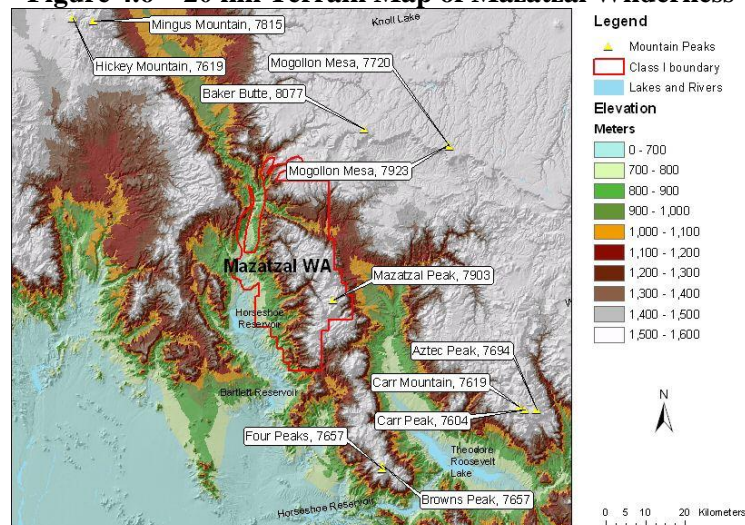 Figure 4.6 – 20 km Terrain Map of Mazatzal Wilderness
Mingus Mountain, 7815
Knoll Lake
Hickey Mountain, 7619
Mogollon Mesa, 7720
Baker Butte, 8077
Mogollon Mesa, 7923
Mazatzal WA
Mazatzal Peak, 7903
Horseshoe
Reservoir
Aztec Peak, 7694
Carr Mountain, 7619
Bartlett Reservoir
Carr Peak, 7604
Four Peaks, 7657
Theodore
Roosevelt
Lake
Browns Peak, 7657
Horseshoe Reservoir
Legend
Mountain Peaks
Class I boundary
Lakes and Rivers
Elevation
Meters
0 - 700
700 - 800
800 - 900
900 - 1,000
1,000 - 1,100
1,100 - 1,200
1,200 - 1,300
1,300 - 1,400
1,400 - 1,500
1,500 - 1,600
N
0 5 10 20 Kilometers